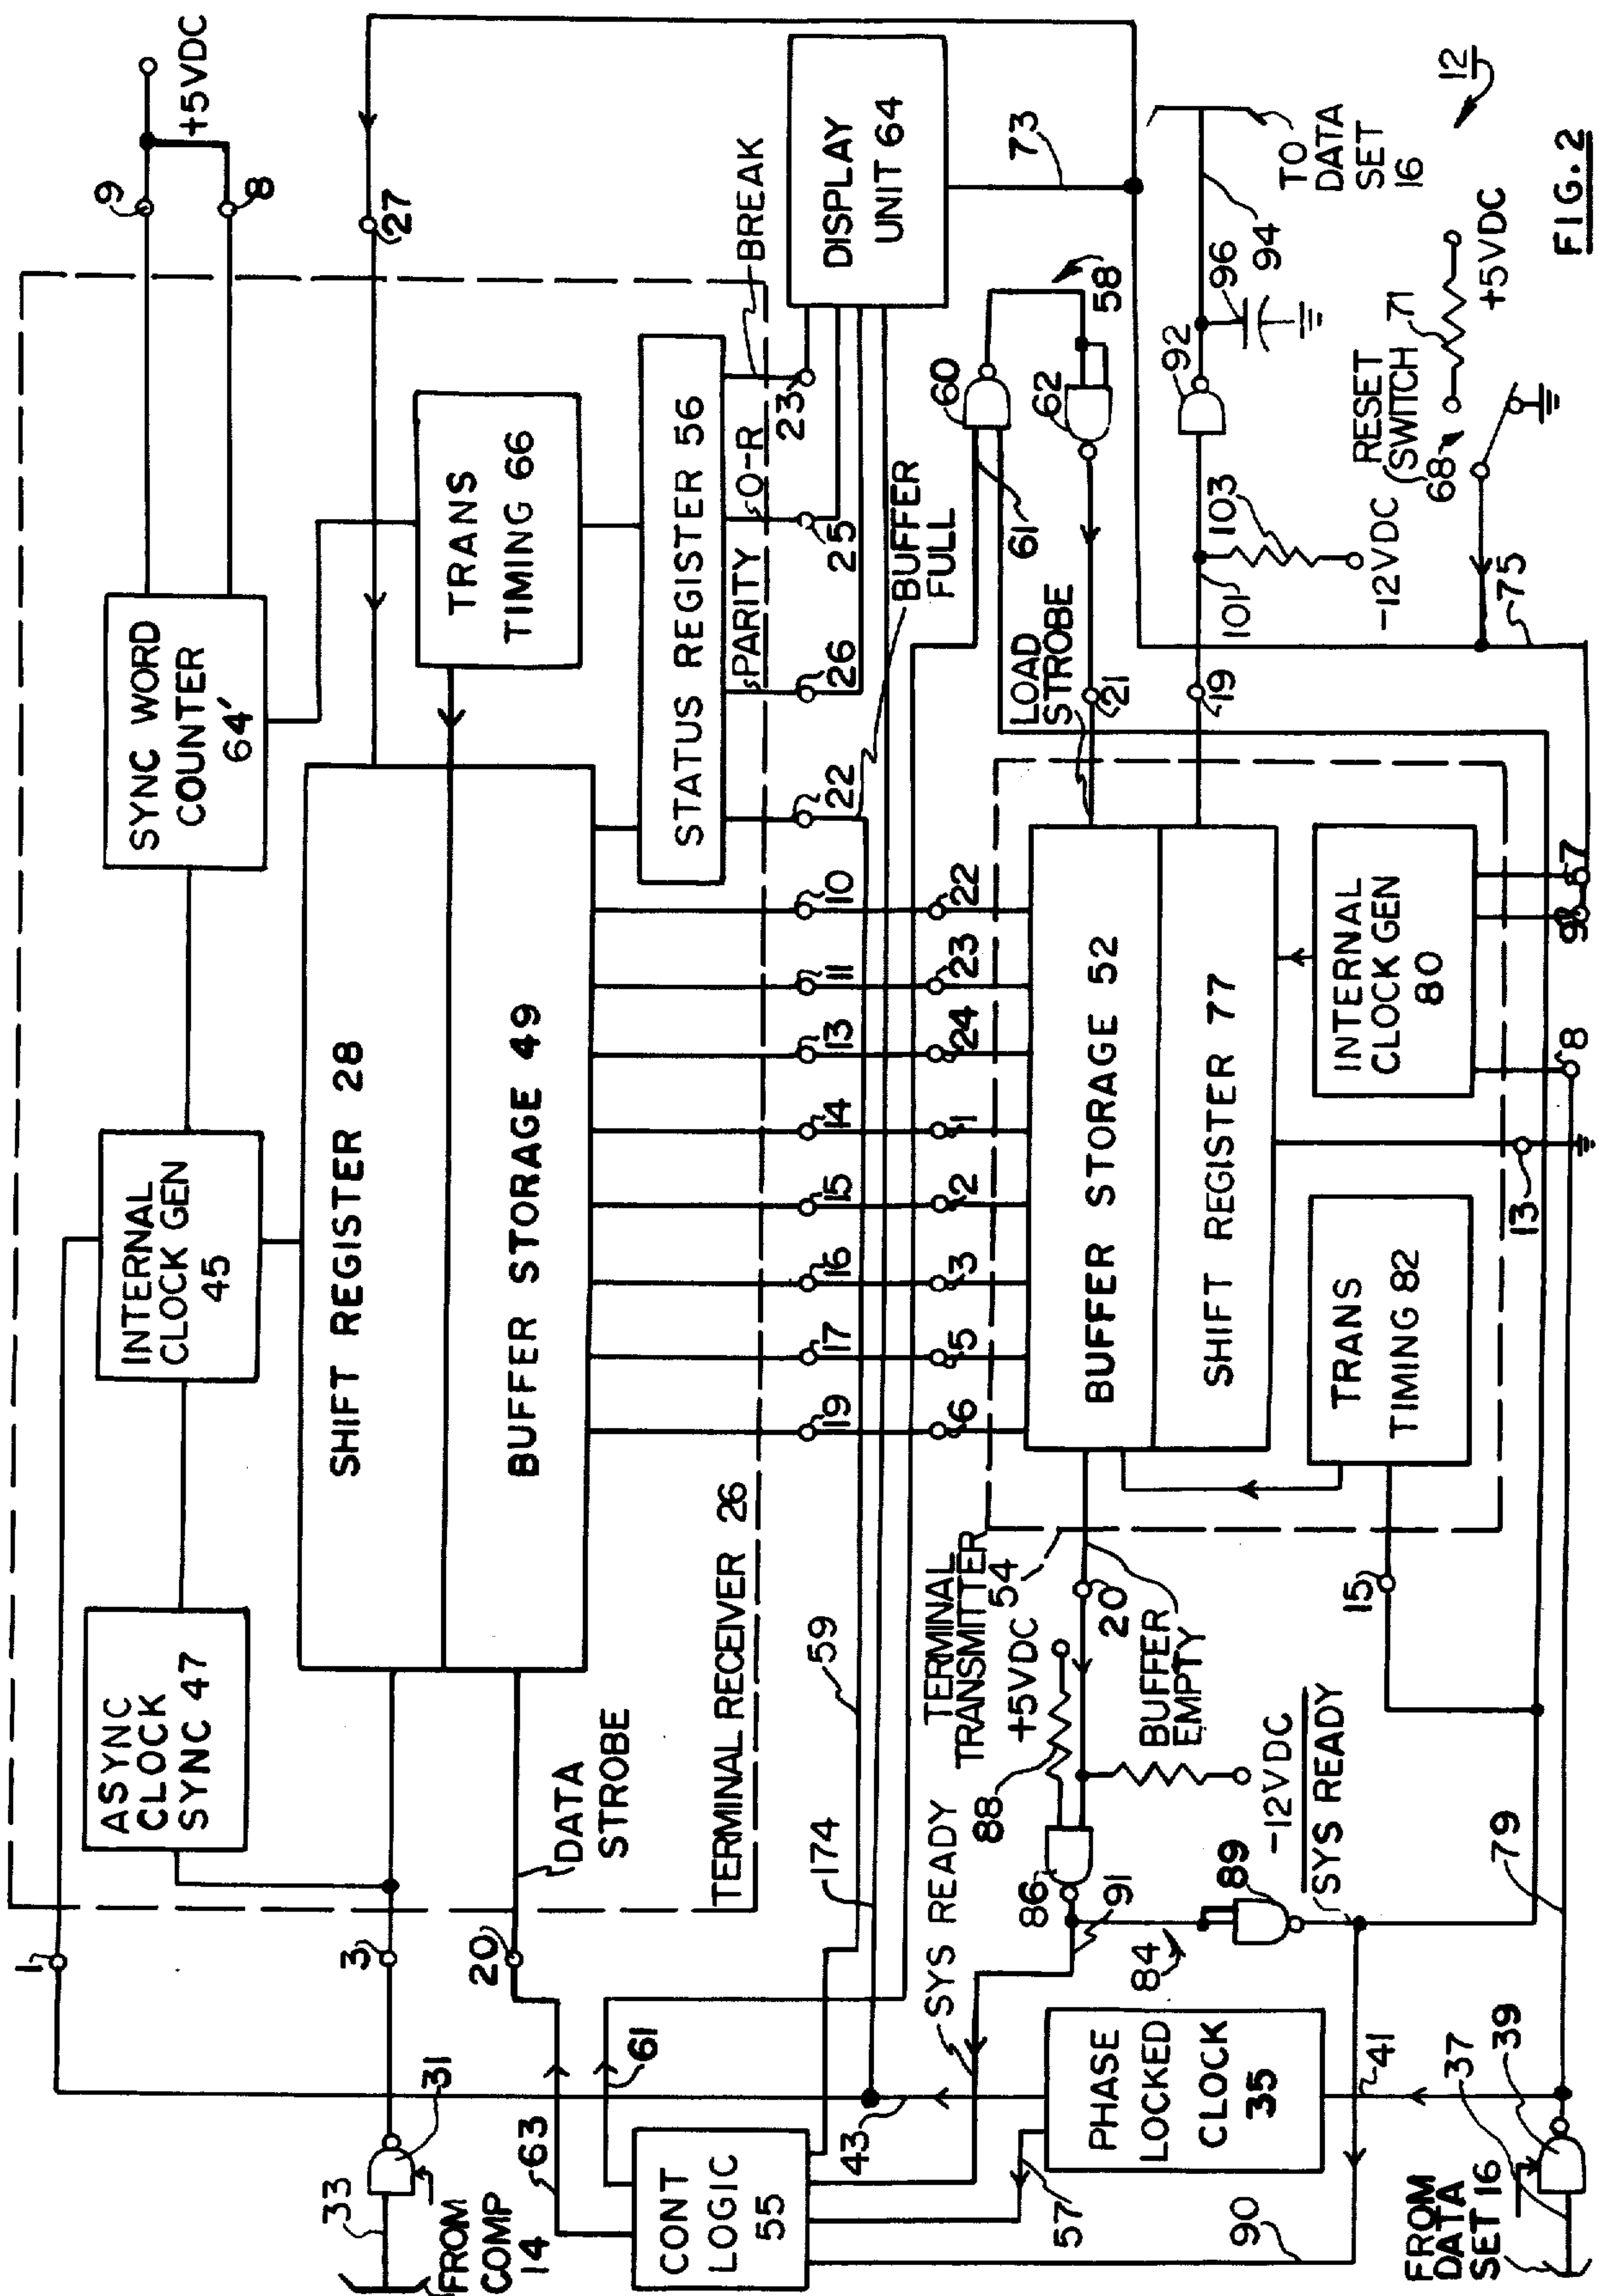 9
+5VDC
8
SYNC WORD
COUNTER
64'
INTERNAL
CLOCK GEN
45
ASYNC
CLOCK
SYNC 47
1
27
TRANS
TIMING 66
SHIFT REGISTER 28
BUFFER STORAGE 49
3
31
33
FROM
COMP
14
STATUS REGISTER 56
BREAK
PARITY
O-R
DATA
STROBE
20
63
61
TERMINAL RECEIVER 26
23
25
26
22
10
11
13
14
15
16
17
19
BUFFER
FULL
DISPLAY
UNIT 64
73
59
174
CONT
LOGIC
55
43
60
61
58
62
LOAD
STROBE
21
22
23
24
1
2
3
5
6
TERMINAL
TRANSMITTER
54
SYS READY
+5VDC
88
20
BUFFER
EMPTY
86
91
BUFFER STORAGE 52
SHIFT REGISTER 77
19
101
103
-12VDC
92
96
94
TO
DATA
SET
16
PHASE
LOCKED
CLOCK
35
57
90
41
84
89
-12VDC
SYS READY
TRANS
TIMING 82
15
INTERNAL
CLOCK GEN
80
13
8
9
7
75
RESET
SWITCH
68
71
+5VDC
79
FROM
DATA
SET 16
37
39
12
FIG. 2